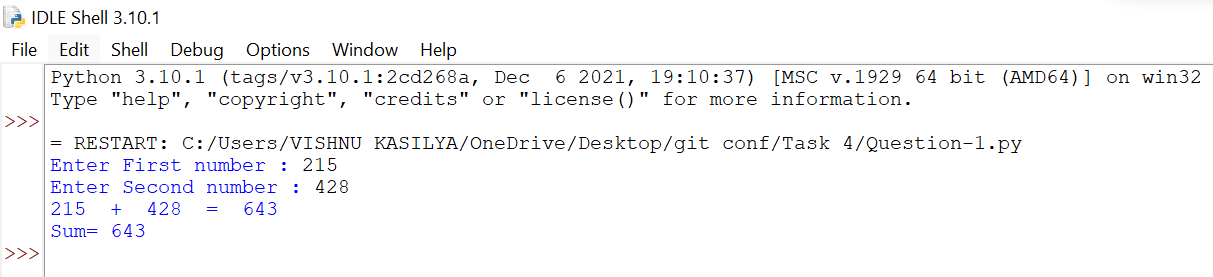 IDLE Shell 3.10.1
File Edit Shell Debug Options Window Help
Python 3.10.1 (tags/v3.10.1:2cd268a, Dec  6 2021, 19:10:37) [MSC v.1929 64 bit (AMD64)] on win32
Type "help", "copyright", "credits" or "license()" for more information.
>>>
= RESTART: C:/Users/VISHNU KASILYA/OneDrive/Desktop/git conf/Task 4/Question-1.py
Enter First number : 215
Enter Second number : 428
215  +  428  =  643
Sum= 643
>>>